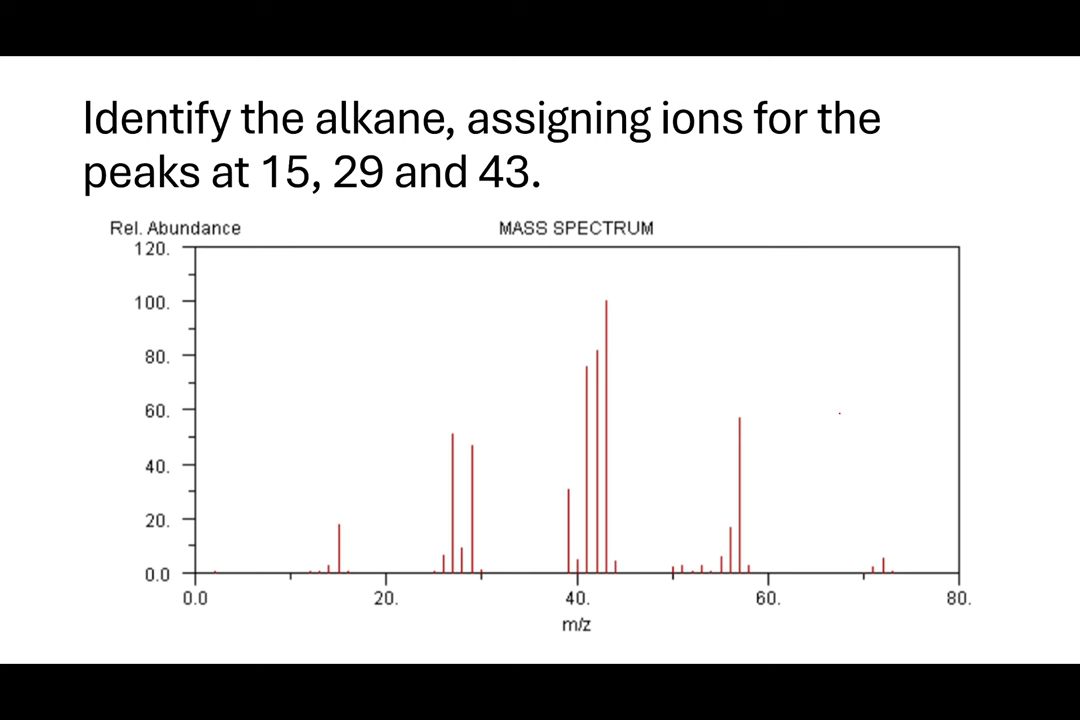 Identify the alkane, assigning ions for the
peaks at 15, 29 and 43.
Rel. Abundance MASS SPECTRUM
120.
100.
80.
60.
40.
20.
0.0
0.0 20. 40. 60. 80.
m/z